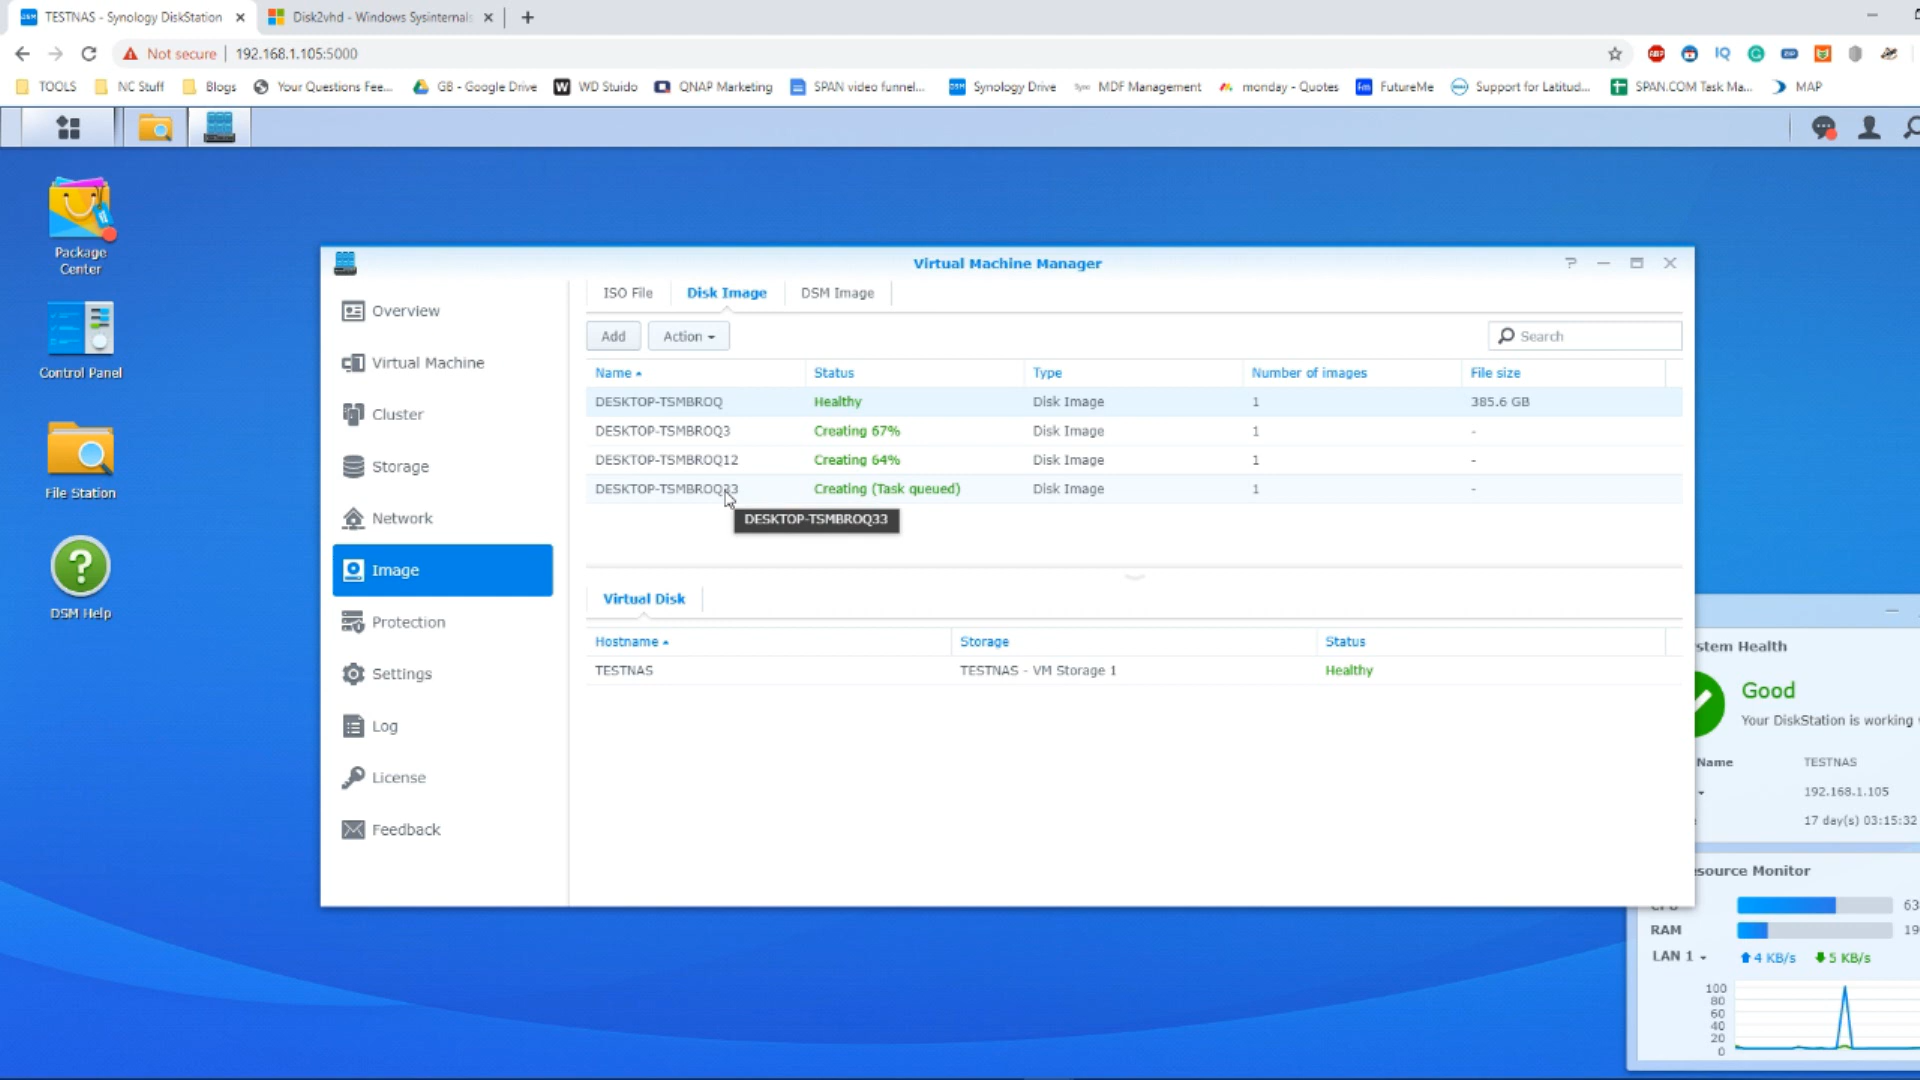 TESTNAS - Synology DiskStation
Disk2vhd - Windows Sysinternals
Not secure 192.168.1.105:5000
TOOLS NC Stuff Blogs Your Questions Fee... GB - Google Drive WD Stuido QNAP Marketing SPAN video funnel... Synology Drive MDF Management monday - Quotes FutureMe Support for Latitud... SPAN.COM Task Ma... MAP
Package
Center
Control Panel
File Station
DSM Help
Virtual Machine Manager
Overview
Virtual Machine
Cluster
Storage
Network
Image
Protection
Settings
Log
License
Feedback
ISO File Disk Image DSM Image
Add Action Search
Name Status Type Number of images File size
DESKTOP-TSMBROQ Healthy Disk Image 1 385.6 GB
DESKTOP-TSMBROQ3 Creating 67% Disk Image 1 -
DESKTOP-TSMBROQ12 Creating 64% Disk Image 1 -
DESKTOP-TSMBROQ33 Creating (Task queued) Disk Image 1 -
DESKTOP-TSMBROQ33
Virtual Disk
Hostname Storage Status
TESTNAS TESTNAS - VM Storage 1 Healthy
stem Health
Good
Your DiskStation is working
Name TESTNAS
192.168.1.105
17 day(s) 03:15:32
source Monitor
CPU 63
RAM 19
LAN 1 4 KB/s 5 KB/s
100
80
60
40
20
0